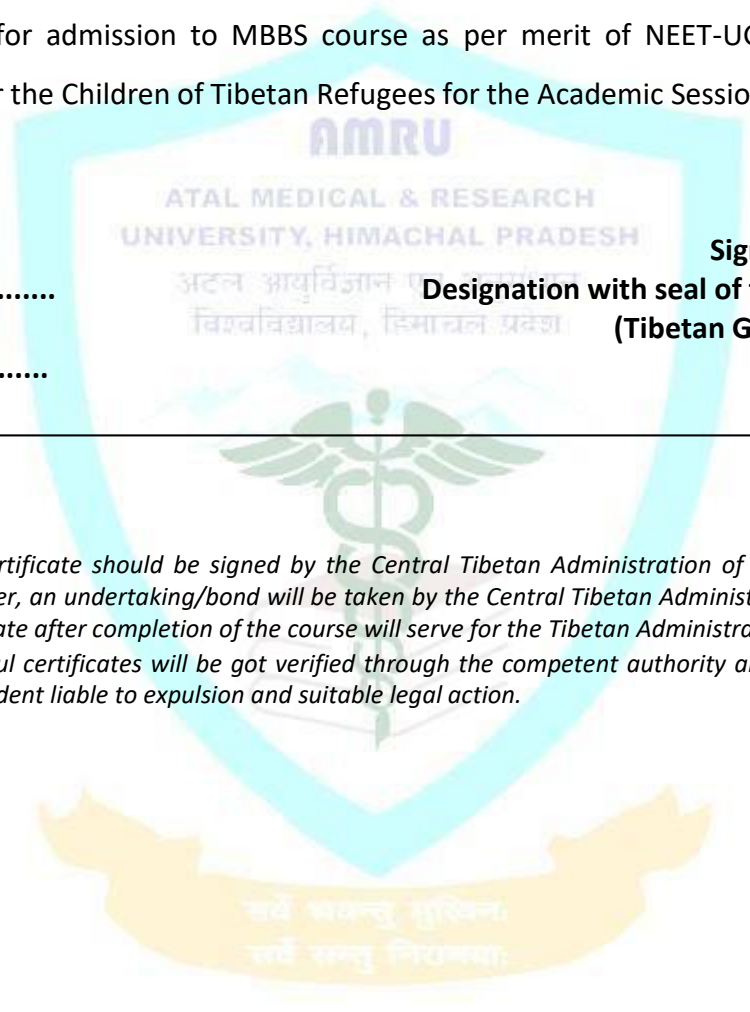 for admission to MBBS course as per merit of NEET-UG
r the Children of Tibetan Refugees for the Academic Sessio
AMRU
ATAL MEDICAL & RESEARCH
UNIVERSITY, HIMACHAL PRADESH
Sig
अटल आयुर्विज्ञान एवं
........ Designation with seal of
विश्वविद्यालय, हिमाचल प्रदेश
(Tibetan G
.......
rtificate should be signed by the Central Tibetan Administration of
er, an undertaking/bond will be taken by the Central Tibetan Administ
ate after completion of the course will serve for the Tibetan Administra
ul certificates will be got verified through the competent authority a
dent liable to expulsion and suitable legal action.
सर्वे भवन्तु सुखिनः
सर्वे सन्तु निरामयाः